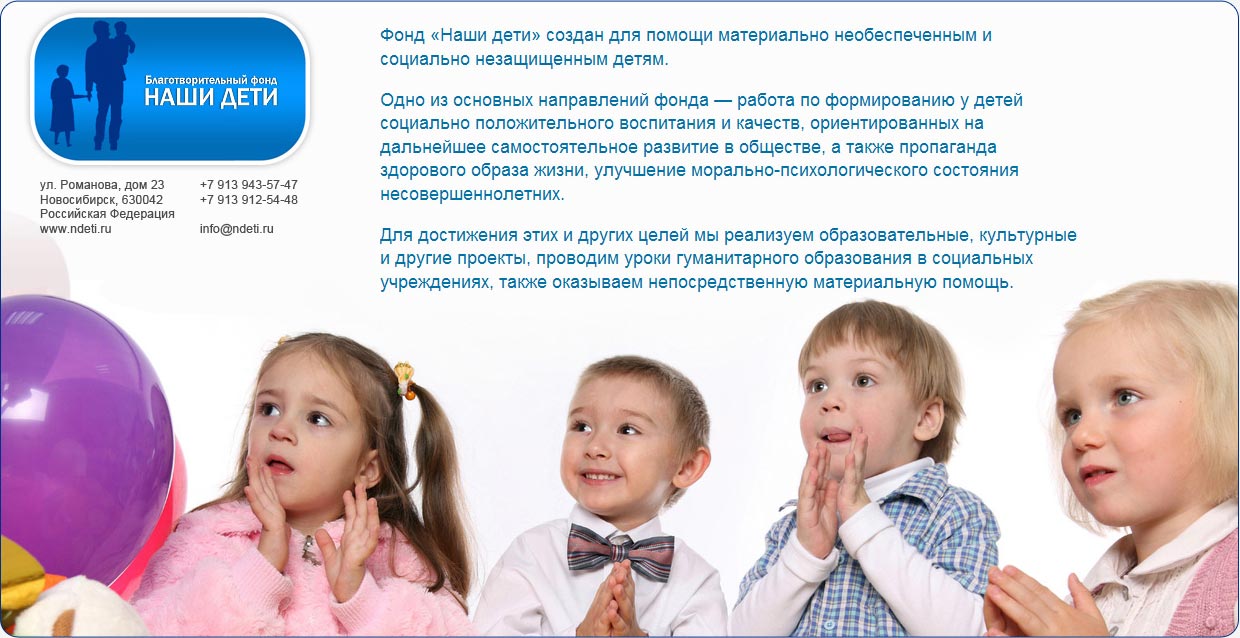 Благотворительный фонд
НАШИ ДЕТИ
ул. Романова, дом 23
Новосибирск, 630042
Российская Федерация
www.ndeti.ru
+7 913 943-57-47
+7 913 912-54-48
info@ndeti.ru
Фонд «Наши дети» создан для помощи материально необеспеченным и
социально незащищенным детям.
Одно из основных направлений фонда — работа по формированию у детей
социально положительного воспитания и качеств, ориентированных на
дальнейшее самостоятельное развитие в обществе, а также пропаганда
здорового образа жизни, улучшение морально-психологического состояния
несовершеннолетних.
Для достижения этих и других целей мы реализуем образовательные, культурные
и другие проекты, проводим уроки гуманитарного образования в социальных
учреждениях, также оказываем непосредственную материальную помощь.